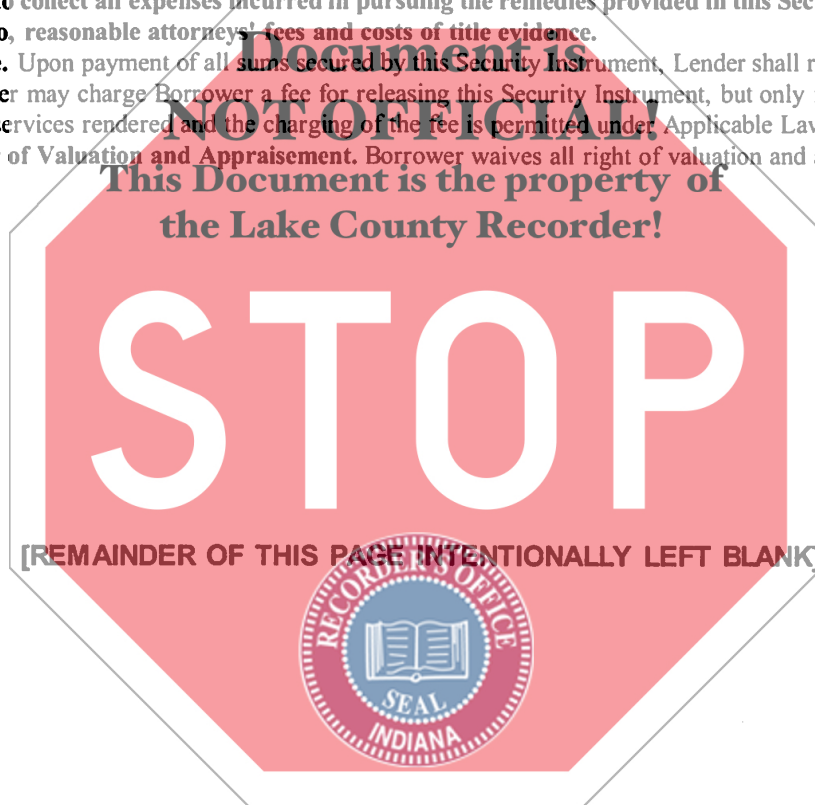 to collect all expenses incurred in pursuing the remedies provided in this Sec
o, reasonable attorneys' fees and costs of title evidence.
Document is
e. Upon payment of all sums secured by this Security Instrument, Lender shall r
er may charge Borrower a fee for releasing this Security Instrument, but only
NOT OFFICIAL!
ervices rendered and the charging of the fee is permitted under Applicable Law
of Valuation and Appraisement. Borrower waives all right of valuation and a
This Document is the property of
the Lake County Recorder!
STOP
[REMAINDER OF THIS PAGE INTENTIONALLY LEFT BLANK]
RECORDER'S OFFICE
SEAL
INDIANA